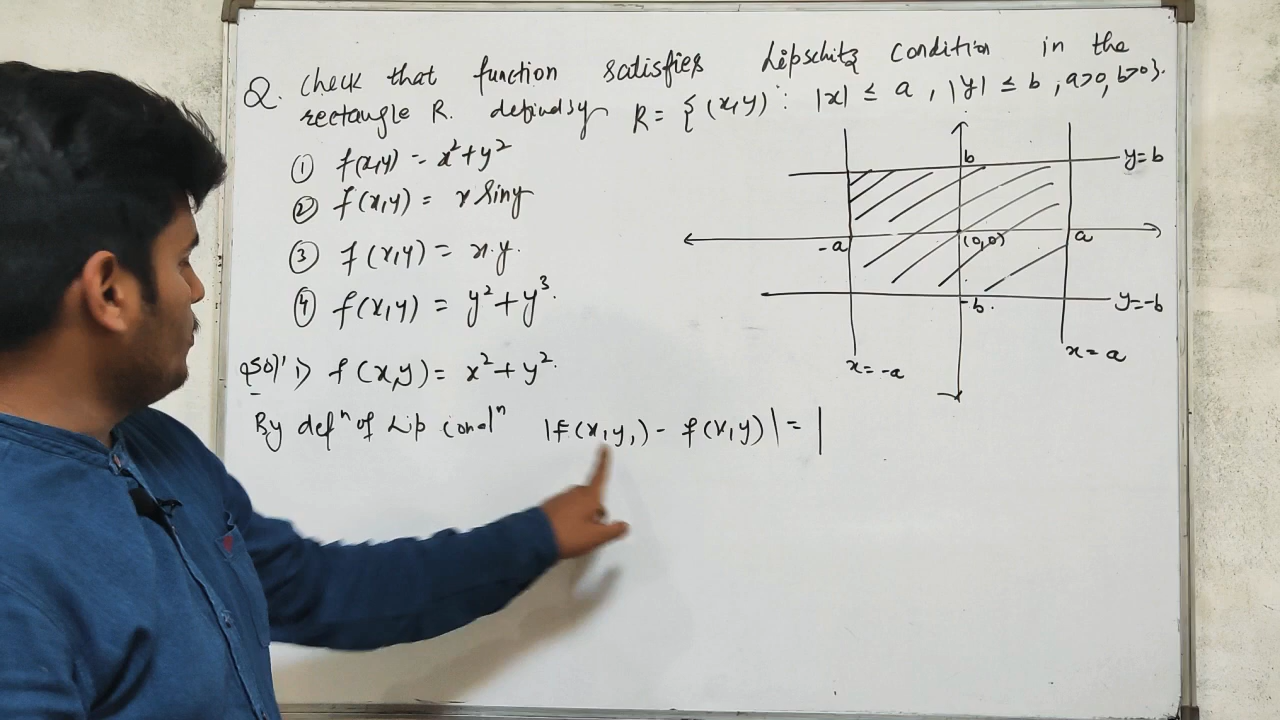 Q. Check that function satisfies Lipschitz condition in the
rectangle R. defined by R = { (x,y) : |x| ≤ a , |y| ≤ b , a>0, b>0}.
① f(x,y) = x²+y²
② f(x,y) = x Siny
③ f(x,y) = x.y.
④ f(x,y) = y²+y³.
b
y=b
-a
(0,0)
a
-b.
y=-b
x=-a
x=a
Sol' 1) f(x,y) = x²+y².
By defⁿ of Lip condⁿ |f(x,y₁) - f(x,y)| = |